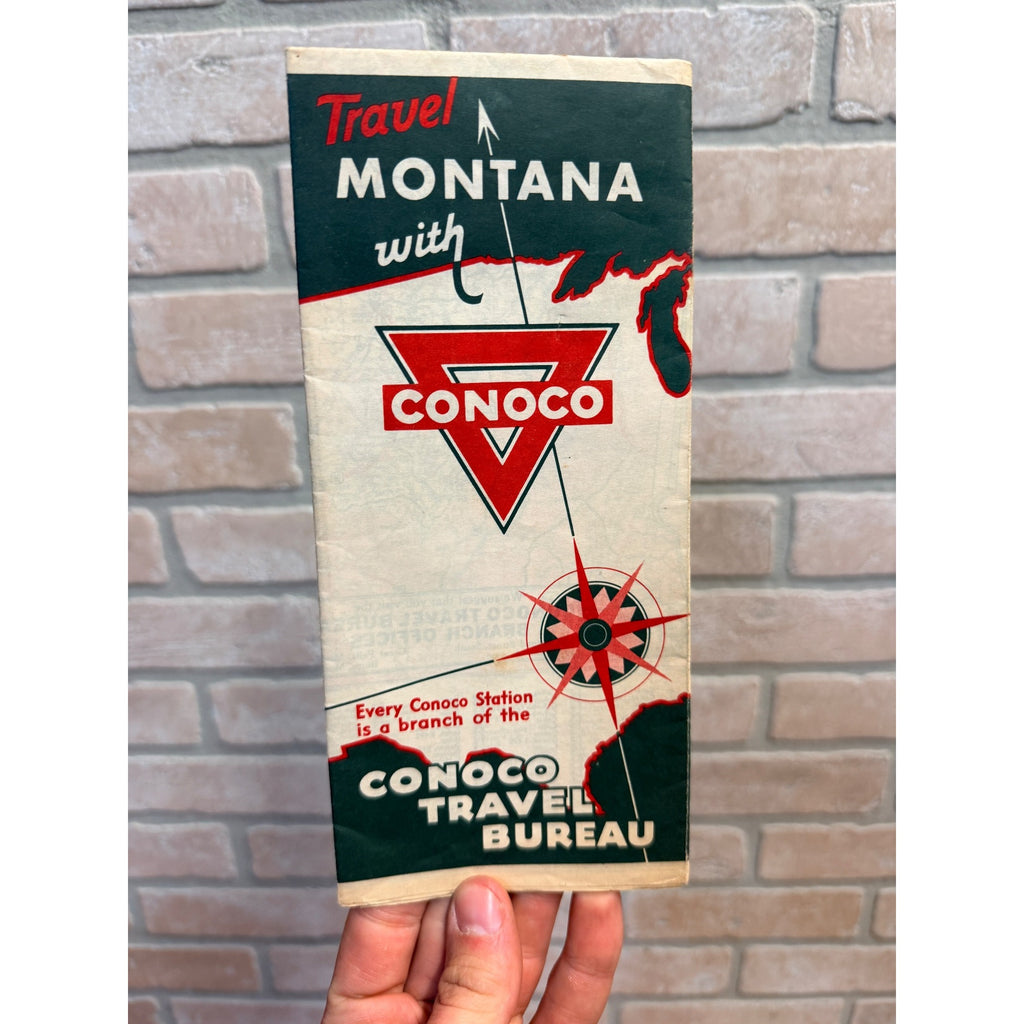 Travel
MONTANA
with
CONOCO
Every Conoco Station
is a branch of the
CONOCO
TRAVEL
BUREAU